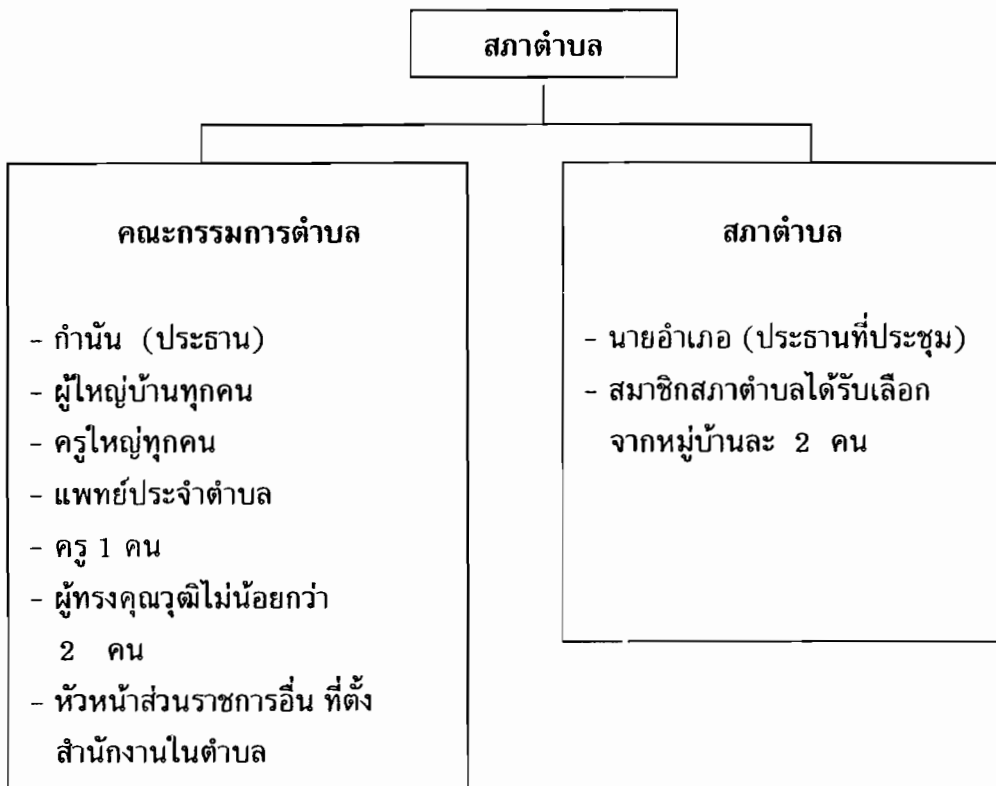 สภาตำบล
คณะกรรมการตำบล
- กำนัน (ประธาน)
- ผู้ใหญ่บ้านทุกคน
- ครูใหญ่ทุกคน
- แพทย์ประจำตำบล
- ครู 1 คน
- ผู้ทรงคุณวุฒิไม่น้อยกว่า
2 คน
- หัวหน้าส่วนราชการอื่น ที่ตั้ง
สำนักงานในตำบล
สภาตำบล
- นายอำเภอ (ประธานที่ประชุม)
- สมาชิกสภาตำบลได้รับเลือก
จากหมู่บ้านละ 2 คน